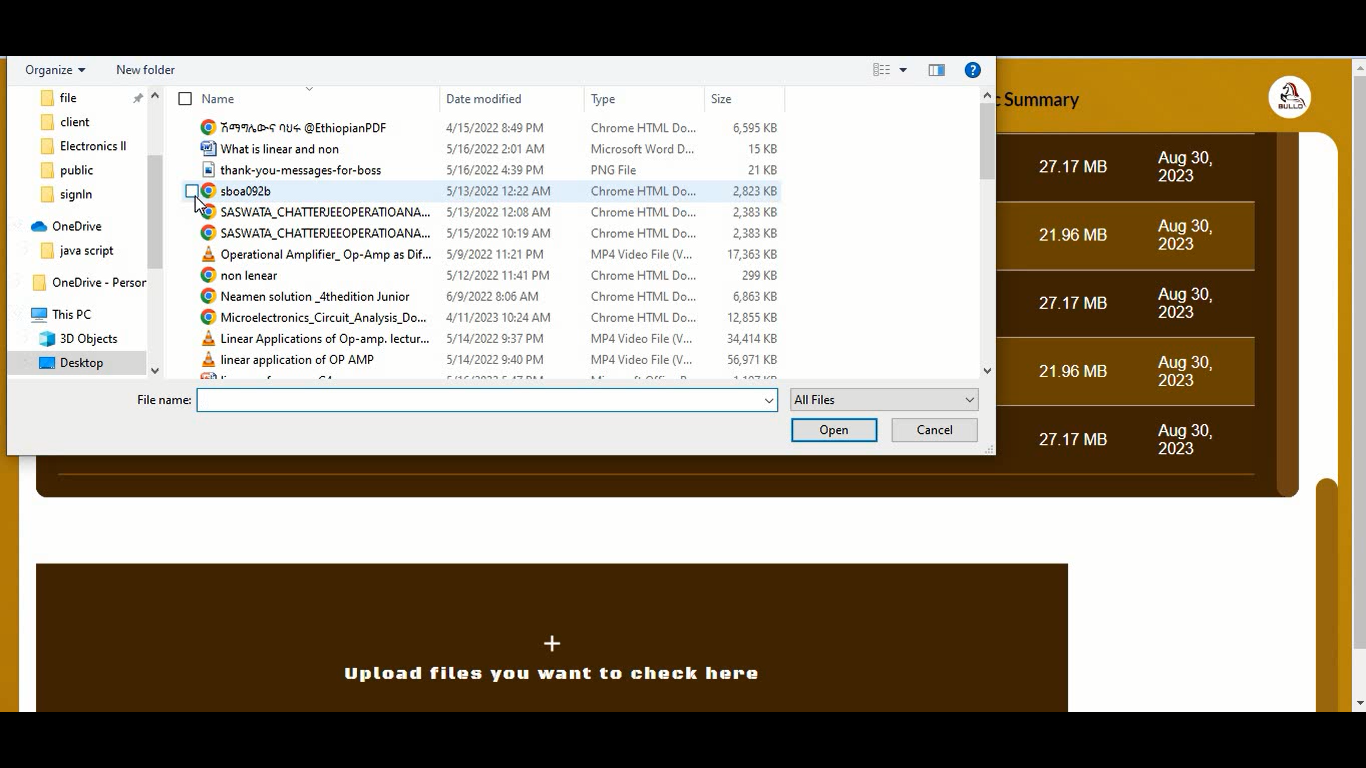 Organize New folder
c Summary
BULLO
file
client
Electronics II
public
signIn
OneDrive
java script
OneDrive - Person
This PC
3D Objects
Desktop
Name Date modified Type Size
ሽማግሌውና ባህሩ @EthiopianPDF 4/15/2022 8:49 PM Chrome HTML Do... 6,595 KB
What is linear and non 5/16/2022 2:01 AM Microsoft Word D... 15 KB
thank-you-messages-for-boss 5/16/2022 4:39 PM PNG File 21 KB
sboa092b 5/13/2022 12:22 AM Chrome HTML Do... 2,823 KB
SASWATA_CHATTERJEEOPERATIOANA... 5/13/2022 12:08 AM Chrome HTML Do... 2,383 KB
SASWATA_CHATTERJEEOPERATIOANA... 5/15/2022 10:19 AM Chrome HTML Do... 2,383 KB
Operational Amplifier_ Op-Amp as Dif... 5/9/2022 11:21 PM MP4 Video File (V... 17,363 KB
non lenear 5/12/2022 11:41 PM Chrome HTML Do... 299 KB
Neamen solution _4thedition Junior 6/9/2022 8:06 AM Chrome HTML Do... 6,863 KB
Microelectronics_Circuit_Analysis_Do... 4/11/2023 10:24 AM Chrome HTML Do... 12,855 KB
Linear Applications of Op-amp. lectur... 5/14/2022 9:37 PM MP4 Video File (V... 34,414 KB
linear application of OP AMP 5/14/2022 9:40 PM MP4 Video File (V... 56,971 KB
File name: All Files
Open Cancel
27.17 MB Aug 30, 2023
21.96 MB Aug 30, 2023
27.17 MB Aug 30, 2023
21.96 MB Aug 30, 2023
27.17 MB Aug 30, 2023
+
Upload files you want to check here